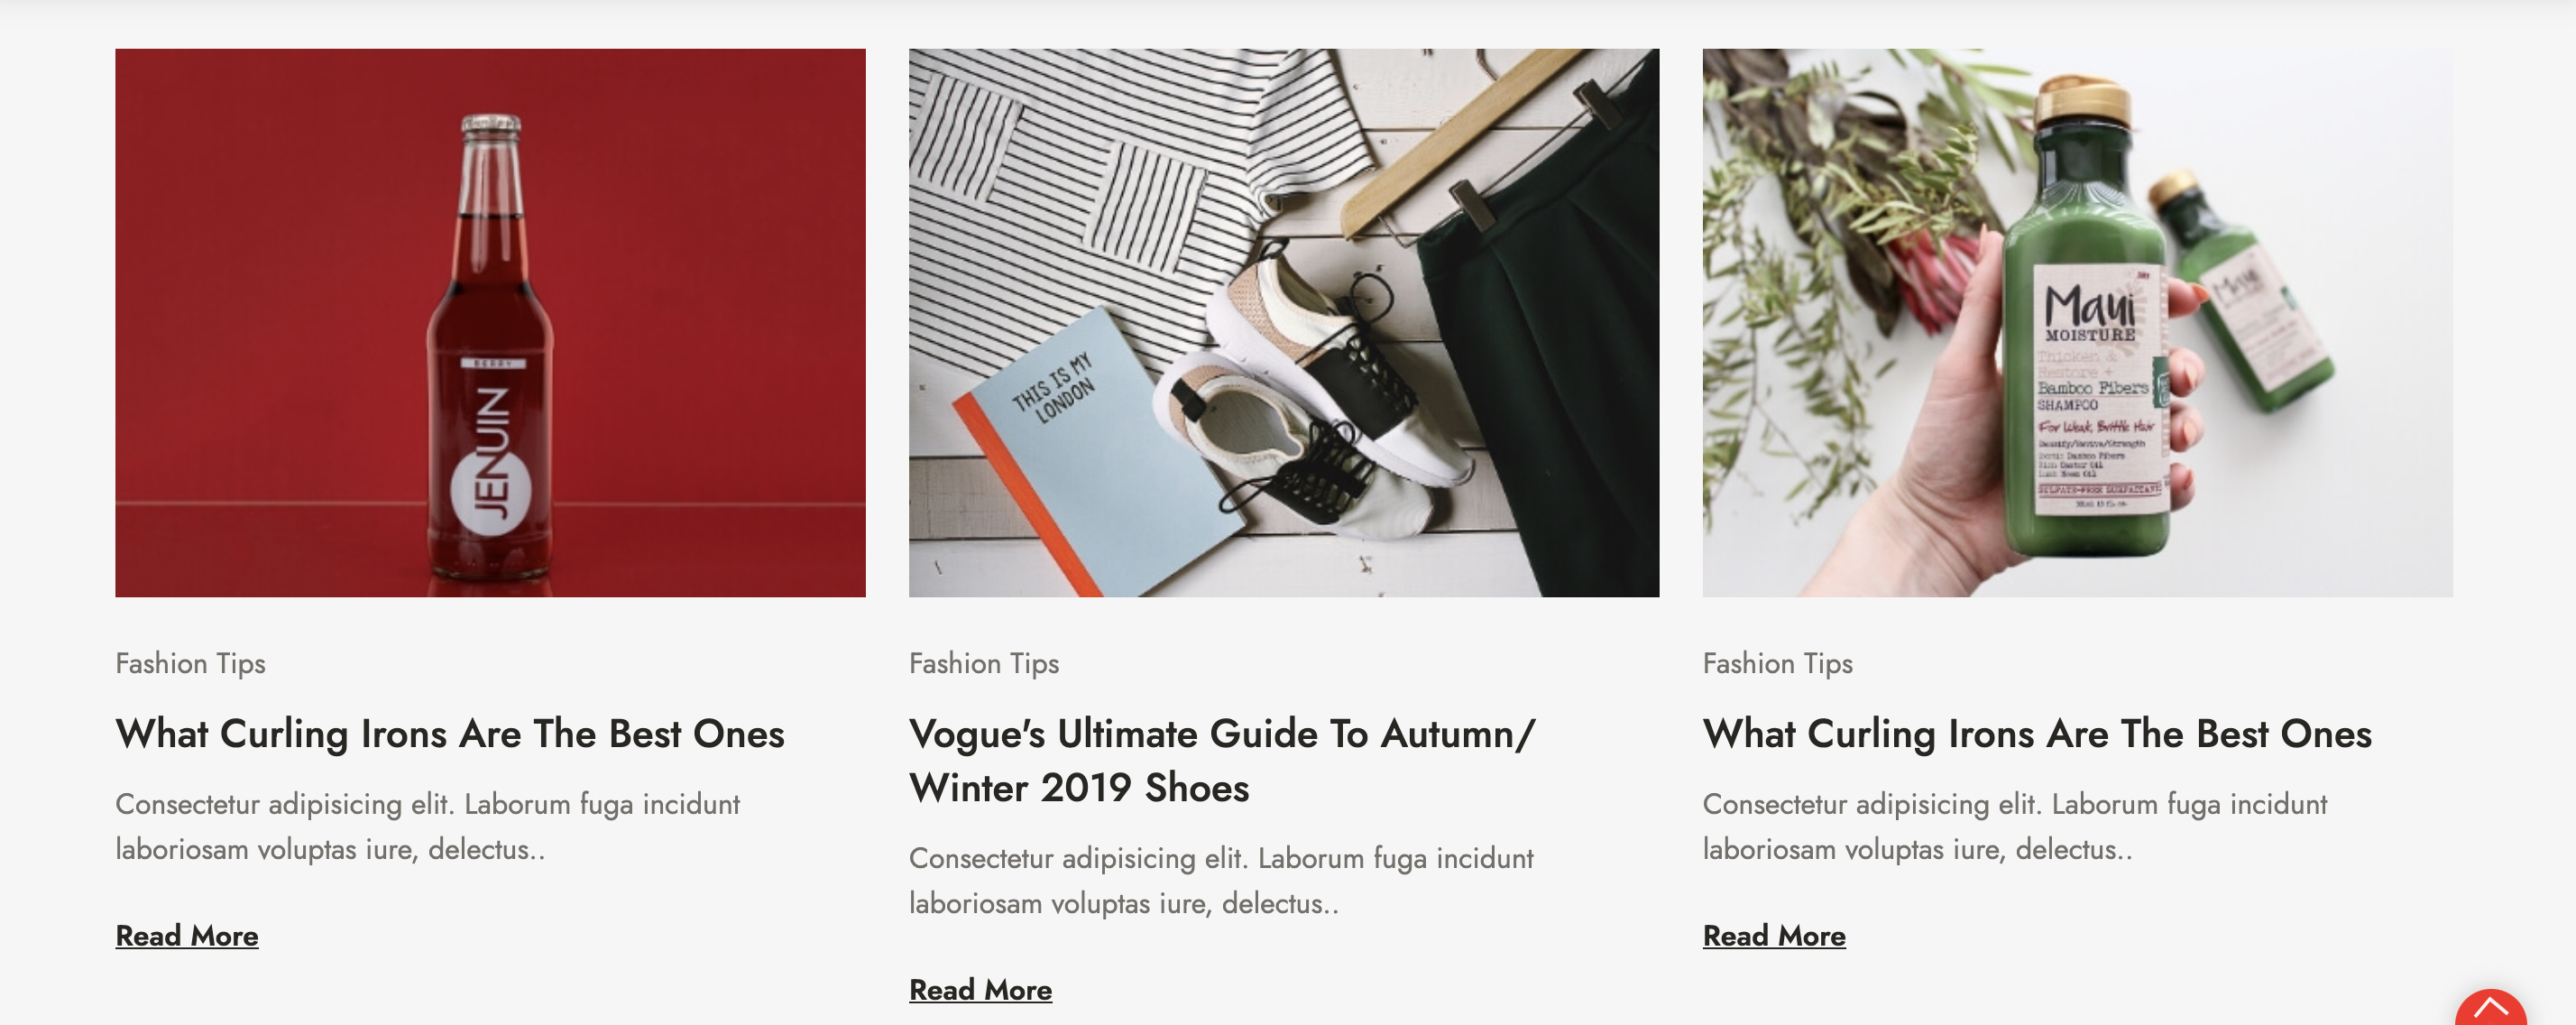 BERRY
JENUIN
THIS IS MY
LONDON
Maui
MOISTURE
Thicken &
Restore +
Bamboo Fibers
SHAMPOO
For Weak, Brittle Hair
Maui
Fashion Tips
What Curling Irons Are The Best Ones
Consectetur adipisicing elit. Laborum fuga incidunt
laboriosam voluptas iure, delectus..
Read More
Fashion Tips
Vogue's Ultimate Guide To Autumn/
Winter 2019 Shoes
Consectetur adipisicing elit. Laborum fuga incidunt
laboriosam voluptas iure, delectus..
Read More
Fashion Tips
What Curling Irons Are The Best Ones
Consectetur adipisicing elit. Laborum fuga incidunt
laboriosam voluptas iure, delectus..
Read More